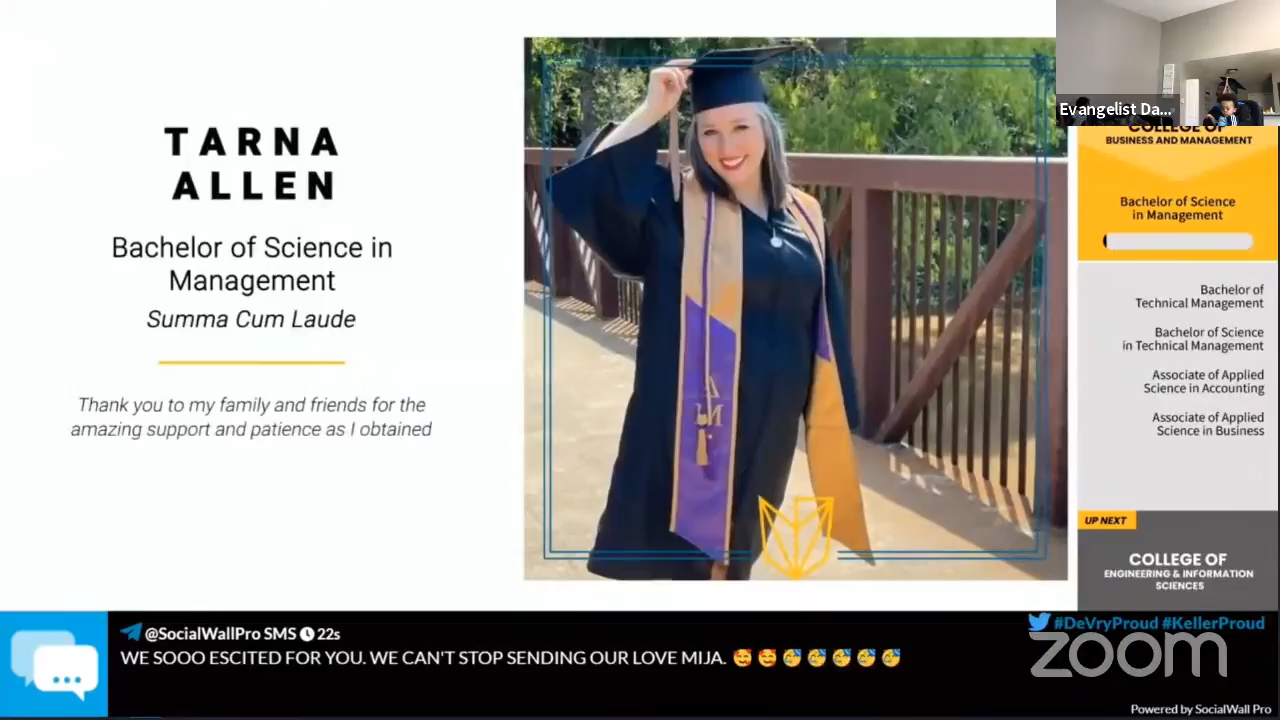 TARNA
ALLEN
Bachelor of Science in
Management
Summa Cum Laude
Thank you to my family and friends for the
amazing support and patience as I obtained
ΔΜ
Evangelist Da...
COLLEGE OF
BUSINESS AND MANAGEMENT
Bachelor of Science
in Management
Bachelor of
Technical Management
Bachelor of Science
in Technical Management
Associate of Applied
Science in Accounting
Associate of Applied
Science in Business
UP NEXT
COLLEGE OF
ENGINEERING & INFORMATION
SCIENCES
@SocialWallPro SMS 22s
WE SOOO ESCITED FOR YOU. WE CAN'T STOP SENDING OUR LOVE MIJA. 🥰 🥰 🥳 🥳 🥳 🥳 🥳
#DeVryProud #KellerProud
zoom
Powered by SocialWall Pro